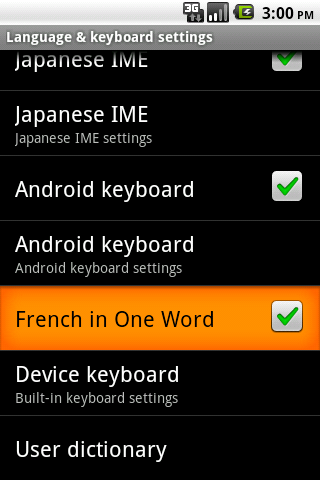 3G 3:00 PM
Language & keyboard settings
Japanese IME
Japanese IME
Japanese IME settings
Android keyboard
Android keyboard
Android keyboard settings
French in One Word
Device keyboard
Built-in keyboard settings
User dictionary